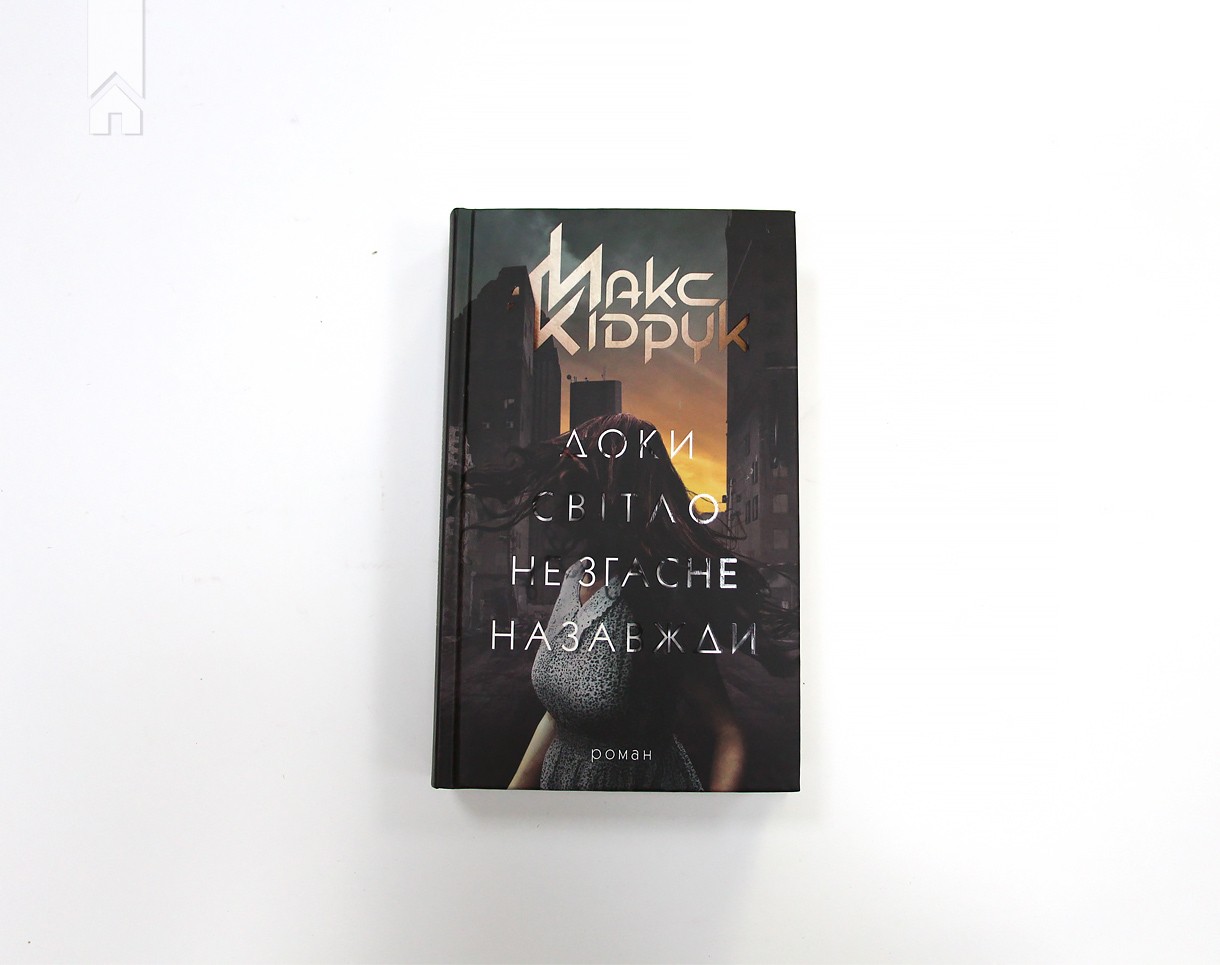 Макс
Кідрук
ДОКИ
СВІТЛО
НЕ ЗГАСНЕ
НАЗАВЖДИ
роман